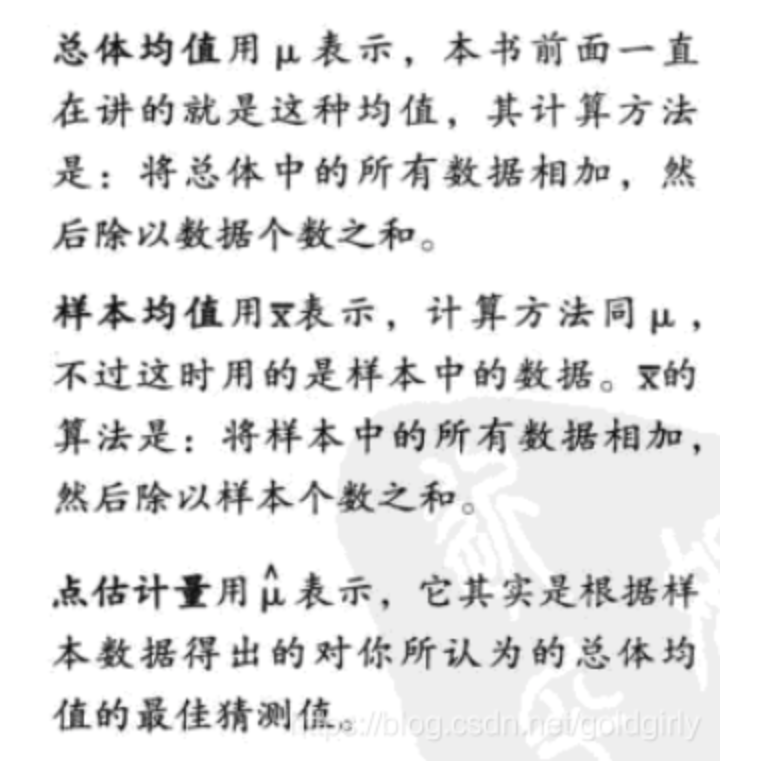 总体均值用 μ 表示，本书前面一直
在讲的就是这种均值，其计算方法
是：将总体中的所有数据相加，然
后除以数据个数之和。
样本均值用x̅表示，计算方法同 μ，
不过这时用的是样本中的数据。x̅的
算法是：将样本中的所有数据相加，
然后除以样本个数之和。
点估计量用 μ̂ 表示，它其实是根据样
本数据得出的对你所认为的总体均
值的最佳猜测值。
https://blog.csdn.net/goldgirly